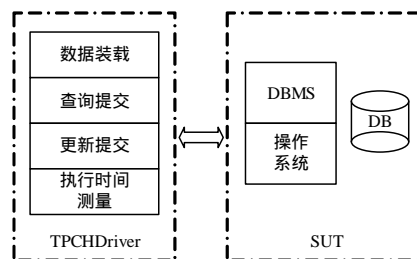 数据装载
查询提交
更新提交
执行时间
测量
TPCHDriver
DBMS
操作
系统
DB
SUT